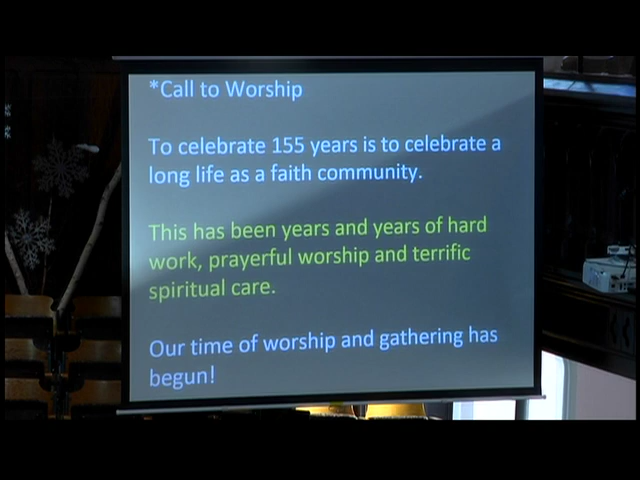 *Call to Worship
To celebrate 155 years is to celebrate a
long life as a faith community.
This has been years and years of hard
work, prayerful worship and terrific
spiritual care.
Our time of worship and gathering has
begun!